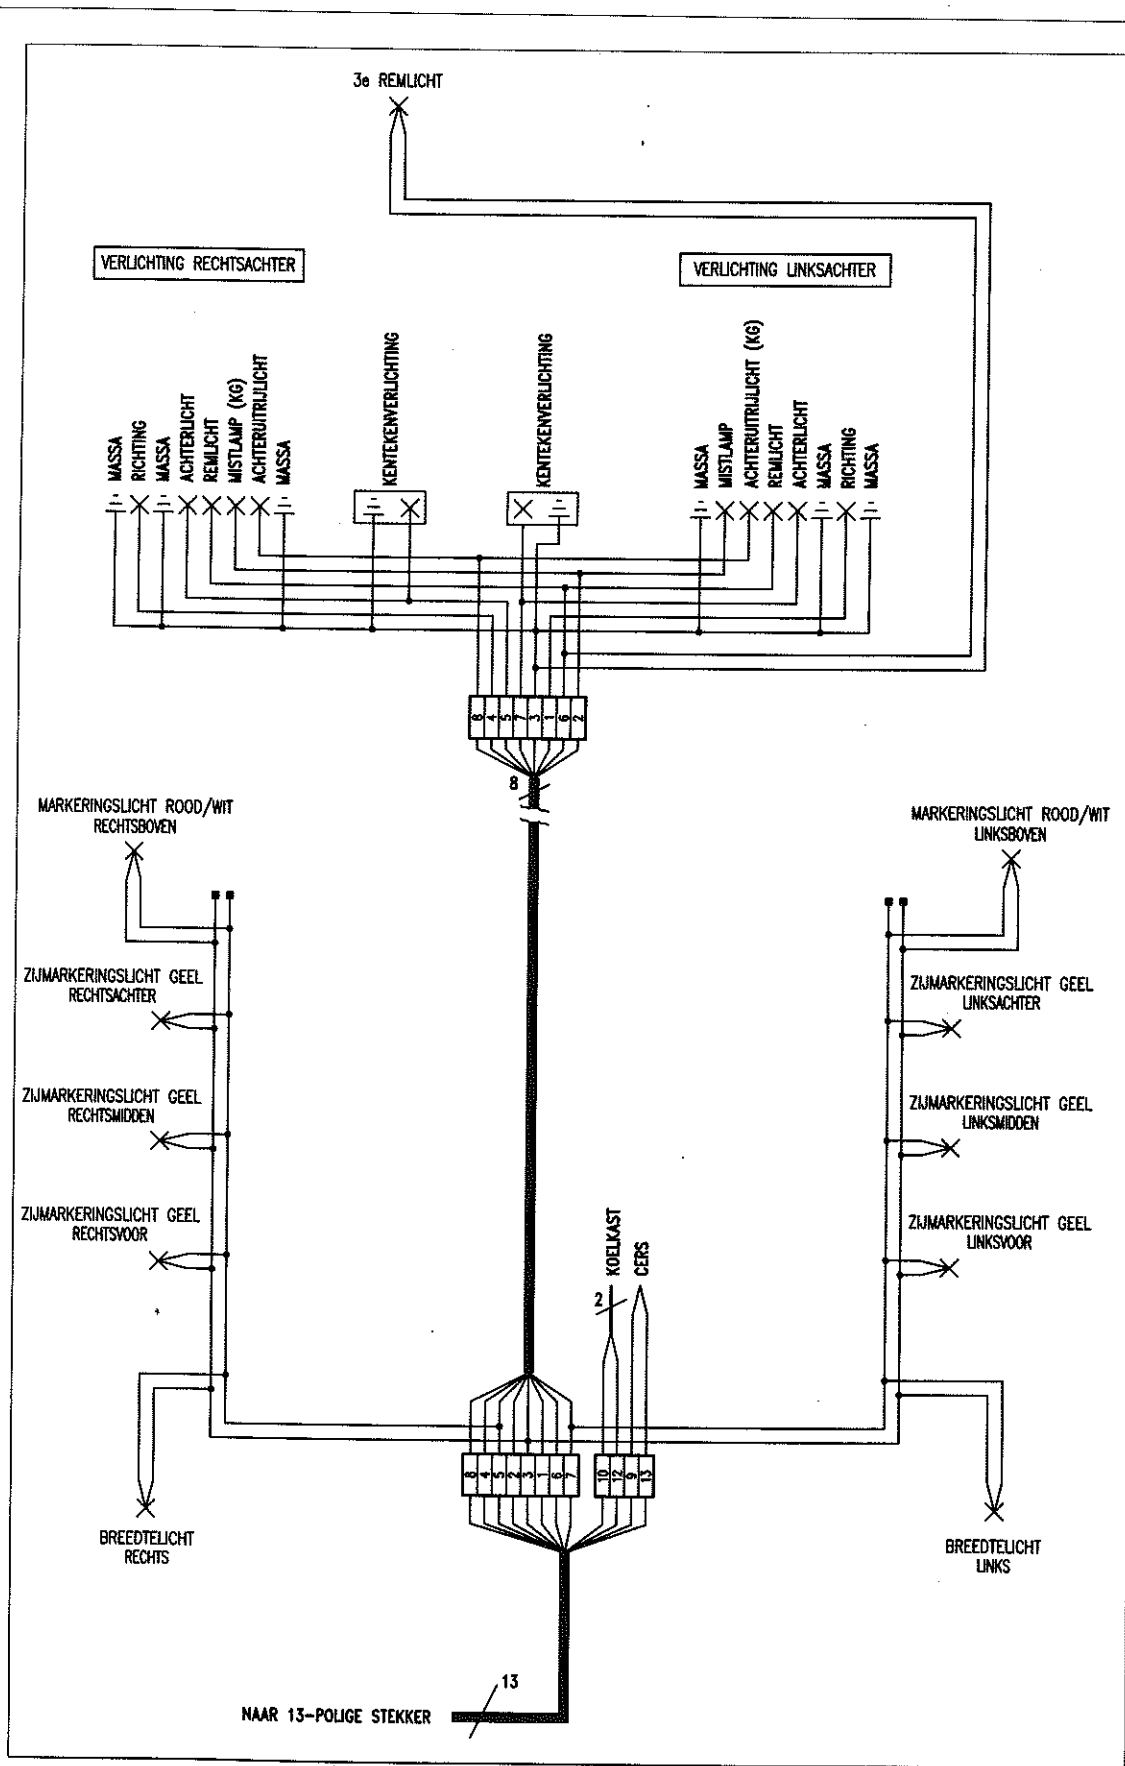 3e REMLICHT
VERLICHTING RECHTSACHTER
VERLICHTING LINKSACHTER
MASSA
RICHTING
MASSA
ACHTERLICHT
REMLICHT
MISTLAMP (KG)
ACHTERUITRIJLICHT
MASSA
KENTEKENVERLICHTING
KENTEKENVERLICHTING
MASSA
MISTLAMP
ACHTERUITRIJLICHT (KG)
REMLICHT
ACHTERLICHT
MASSA
RICHTING
MASSA
8 4 5 7 3 1 6 2
8
MARKERINGSLICHT ROOD/WIT
RECHTSBOVEN
MARKERINGSLICHT ROOD/WIT
LINKSBOVEN
ZIJMARKERINGSLICHT GEEL
RECHTSACHTER
ZIJMARKERINGSLICHT GEEL
LINKSACHTER
ZIJMARKERINGSLICHT GEEL
RECHTSMIDDEN
ZIJMARKERINGSLICHT GEEL
LINKSMIDDEN
ZIJMARKERINGSLICHT GEEL
RECHTSVOOR
ZIJMARKERINGSLICHT GEEL
LINKSVOOR
KOELKAST
CERS
2
8 4 5 2 3 1 6 7
10 12 9 13
BREEDTELICHT
RECHTS
BREEDTELICHT
LINKS
13
NAAR 13-POLIGE STEKKER